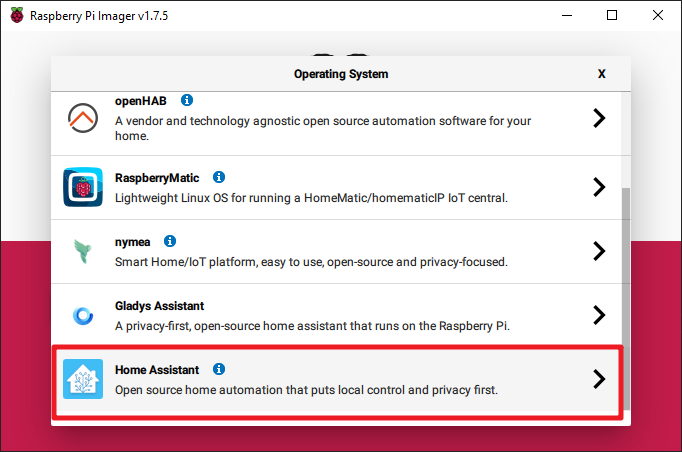 Raspberry Pi Imager v1.7.5
Operating System
X
openHAB
A vendor and technology agnostic open source automation software for your
home.
RaspberryMatic
Lightweight Linux OS for running a HomeMatic/homematicIP IoT central.
nymea
Smart Home/IoT platform, easy to use, open-source and privacy-focused.
Gladys Assistant
A privacy-first, open-source home assistant that runs on the Raspberry Pi.
Home Assistant
Open source home automation that puts local control and privacy first.